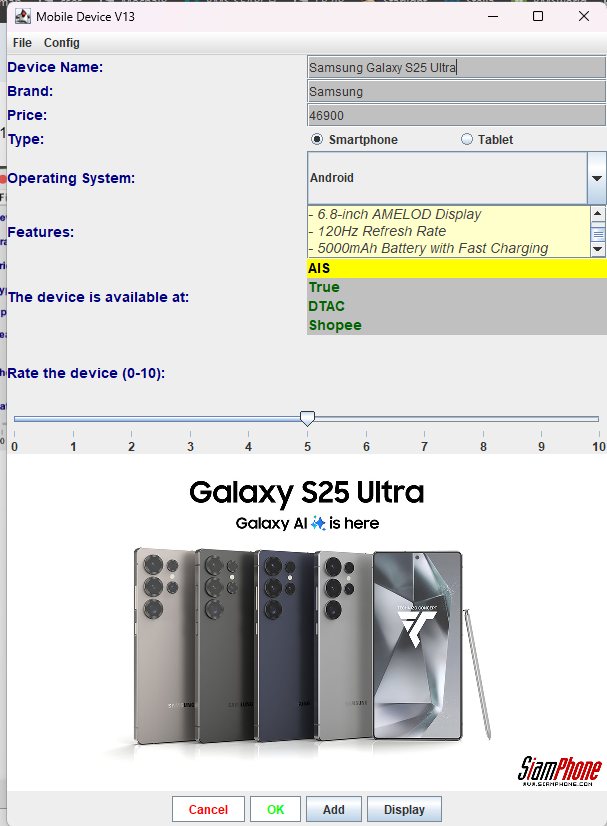 Mobile Device V13
File Config
Device Name: Samsung Galaxy S25 Ultra
Brand: Samsung
Price: 46900
Type: Smartphone Tablet
Operating System: Android
Features:
- 6.8-inch AMELOD Display
- 120Hz Refresh Rate
- 5000mAh Battery with Fast Charging
The device is available at:
AIS
True
DTAC
Shopee
Rate the device (0-10):
0 1 2 3 4 5 6 7 8 9 10
Galaxy S25 Ultra
Galaxy AI is here
SAMSUNG
TECHNIZO CONCEPT
SiamPhone
WWW.SIAMPHONE.COM
Cancel OK Add Display